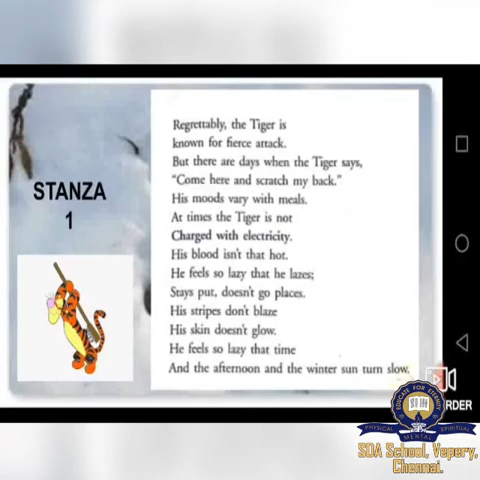 STANZA
1
Regrettably, the Tiger is
known for fierce attack.
But there are days when the Tiger says,
"Come here and scratch my back."
His moods vary with meals.
At times the Tiger is not
Charged with electricity.
His blood isn't that hot.
He feels so lazy that he lazes;
Stays put, doesn't go places.
His stripes don't blaze
His skin doesn't glow.
He feels so lazy that time
And the afternoon and the winter sun turn slow.
RDER
EDUCATE FOR ETERNITY
PHYSICAL
MENTAL
SPIRITUAL
SDA School, Vepery,
Chennai.